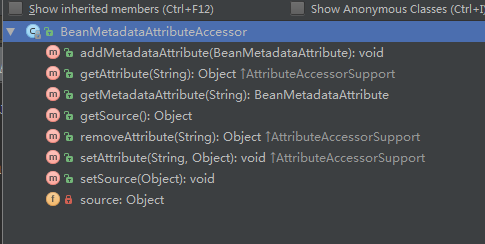 Show inherited members (Ctrl+F12)
Show Anonymous Classes (Ctrl+I)
BeanMetadataAttributeAccessor
addMetadataAttribute(BeanMetadataAttribute): void
getAttribute(String): Object ↑AttributeAccessorSupport
getMetadataAttribute(String): BeanMetadataAttribute
getSource(): Object
removeAttribute(String): Object ↑AttributeAccessorSupport
setAttribute(String, Object): void ↑AttributeAccessorSupport
setSource(Object): void
source: Object